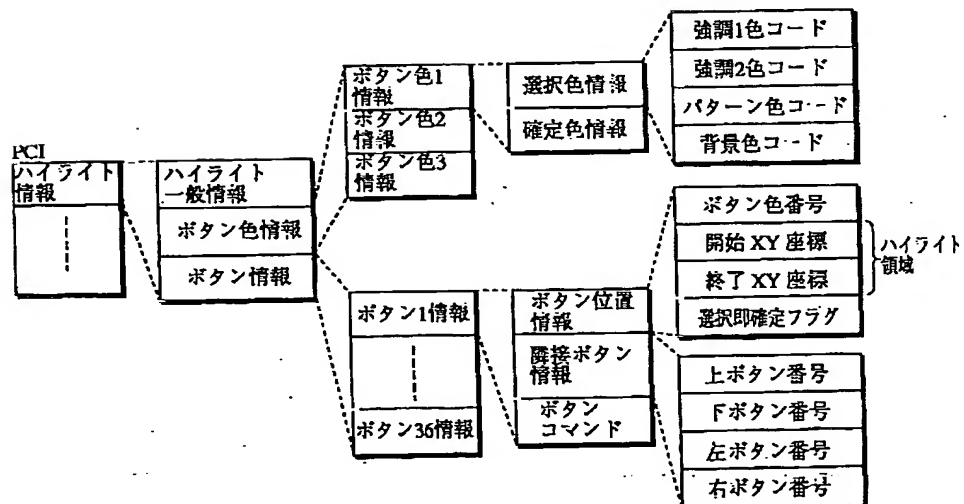 PCI
ハイライト
情報
ハイライト
一般情報
ボタン色情報
ボタン情報
ボタン色1
情報
ボタン色2
情報
ボタン色3
情報
選択色情報
確定色情報
強調1色コード
強調2色コード
パターン色コード
背景色コード
ボタン1情報
ボタン36情報
ボタン位置
情報
隣接ボタン
情報
ボタン
コマンド
ボタン色番号
開始 XY 座標
終了 XY 座標
選択即確定フラグ
ハイライト
領域
上ボタン番号
下ボタン番号
左ボタン番号
右ボタン番号